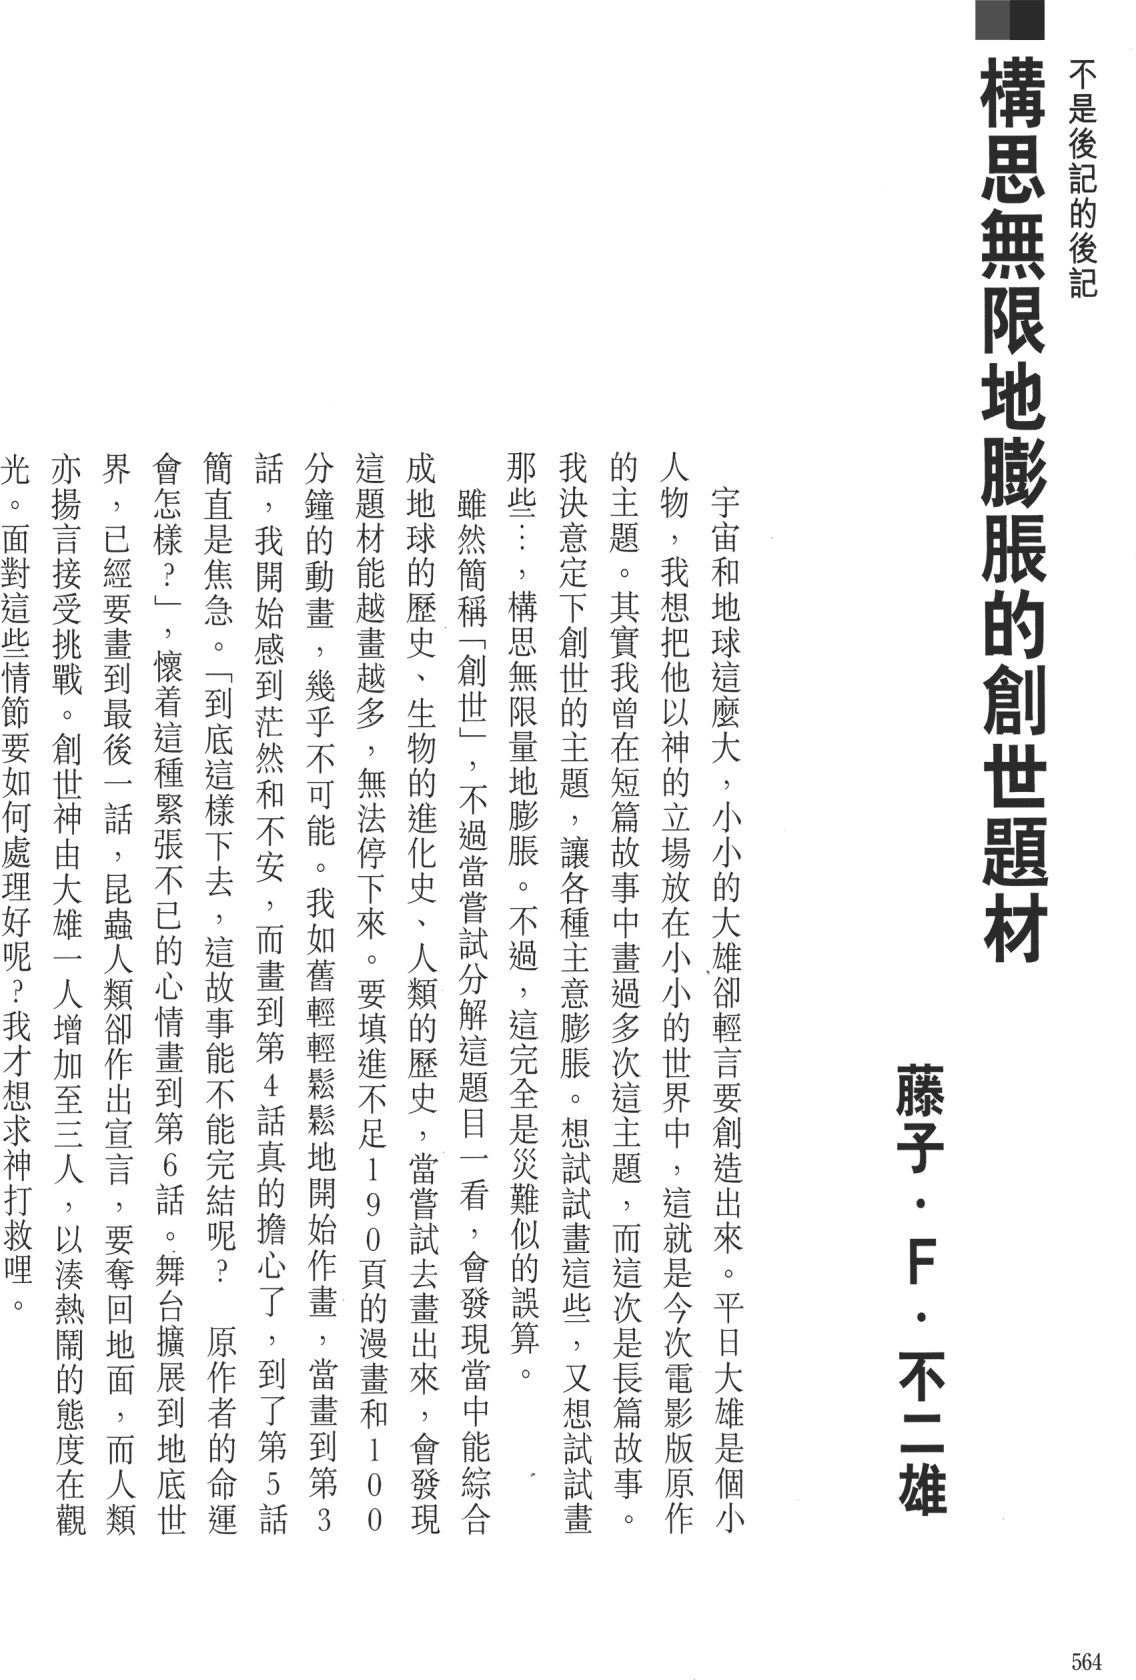 不是後記的後記
構思無限地膨脹的創世題材
藤子・F・不二雄
宇宙和地球這麼大，小小的大雄卻輕言要創造出來。平日大雄是個小
人物，我想把他以神的立場放在小小的世界中，這就是今次電影版原作
的主題。其實我曾在短篇故事中畫過多次這主題，而這次是長篇故事。
我決意定下創世的主題，讓各種主意膨脹。想試試畫這些，又想試試畫
那些…，構思無限量地膨脹。不過，這完全是災難似的誤算。
雖然簡稱「創世」，不過當嘗試分解這題目一看，會發現當中能綜合
成地球的歷史、生物的進化史、人類的歷史，當嘗試去畫出來，會發現
這題材能越畫越多，無法停下來。要填進不足190頁的漫畫和100
分鐘的動畫，幾乎不可能。我如舊輕輕鬆鬆地開始作畫，當畫到第3
話，我開始感到茫然和不安，而畫到第4話真的擔心了，到了第5話
簡直是焦急。「到底這樣下去，這故事能不能完結呢？　原作者的命運
會怎樣？」，懷着這種緊張不已的心情畫到第6話。舞台擴展到地底世
界，已經要畫到最後一話，昆蟲人類卻作出宣言，要奪回地面，而人類
亦揚言接受挑戰。創世神由大雄一人增加至三人，以湊熱鬧的態度在觀
光。面對這些情節要如何處理好呢？我才想求神打救哩。
564